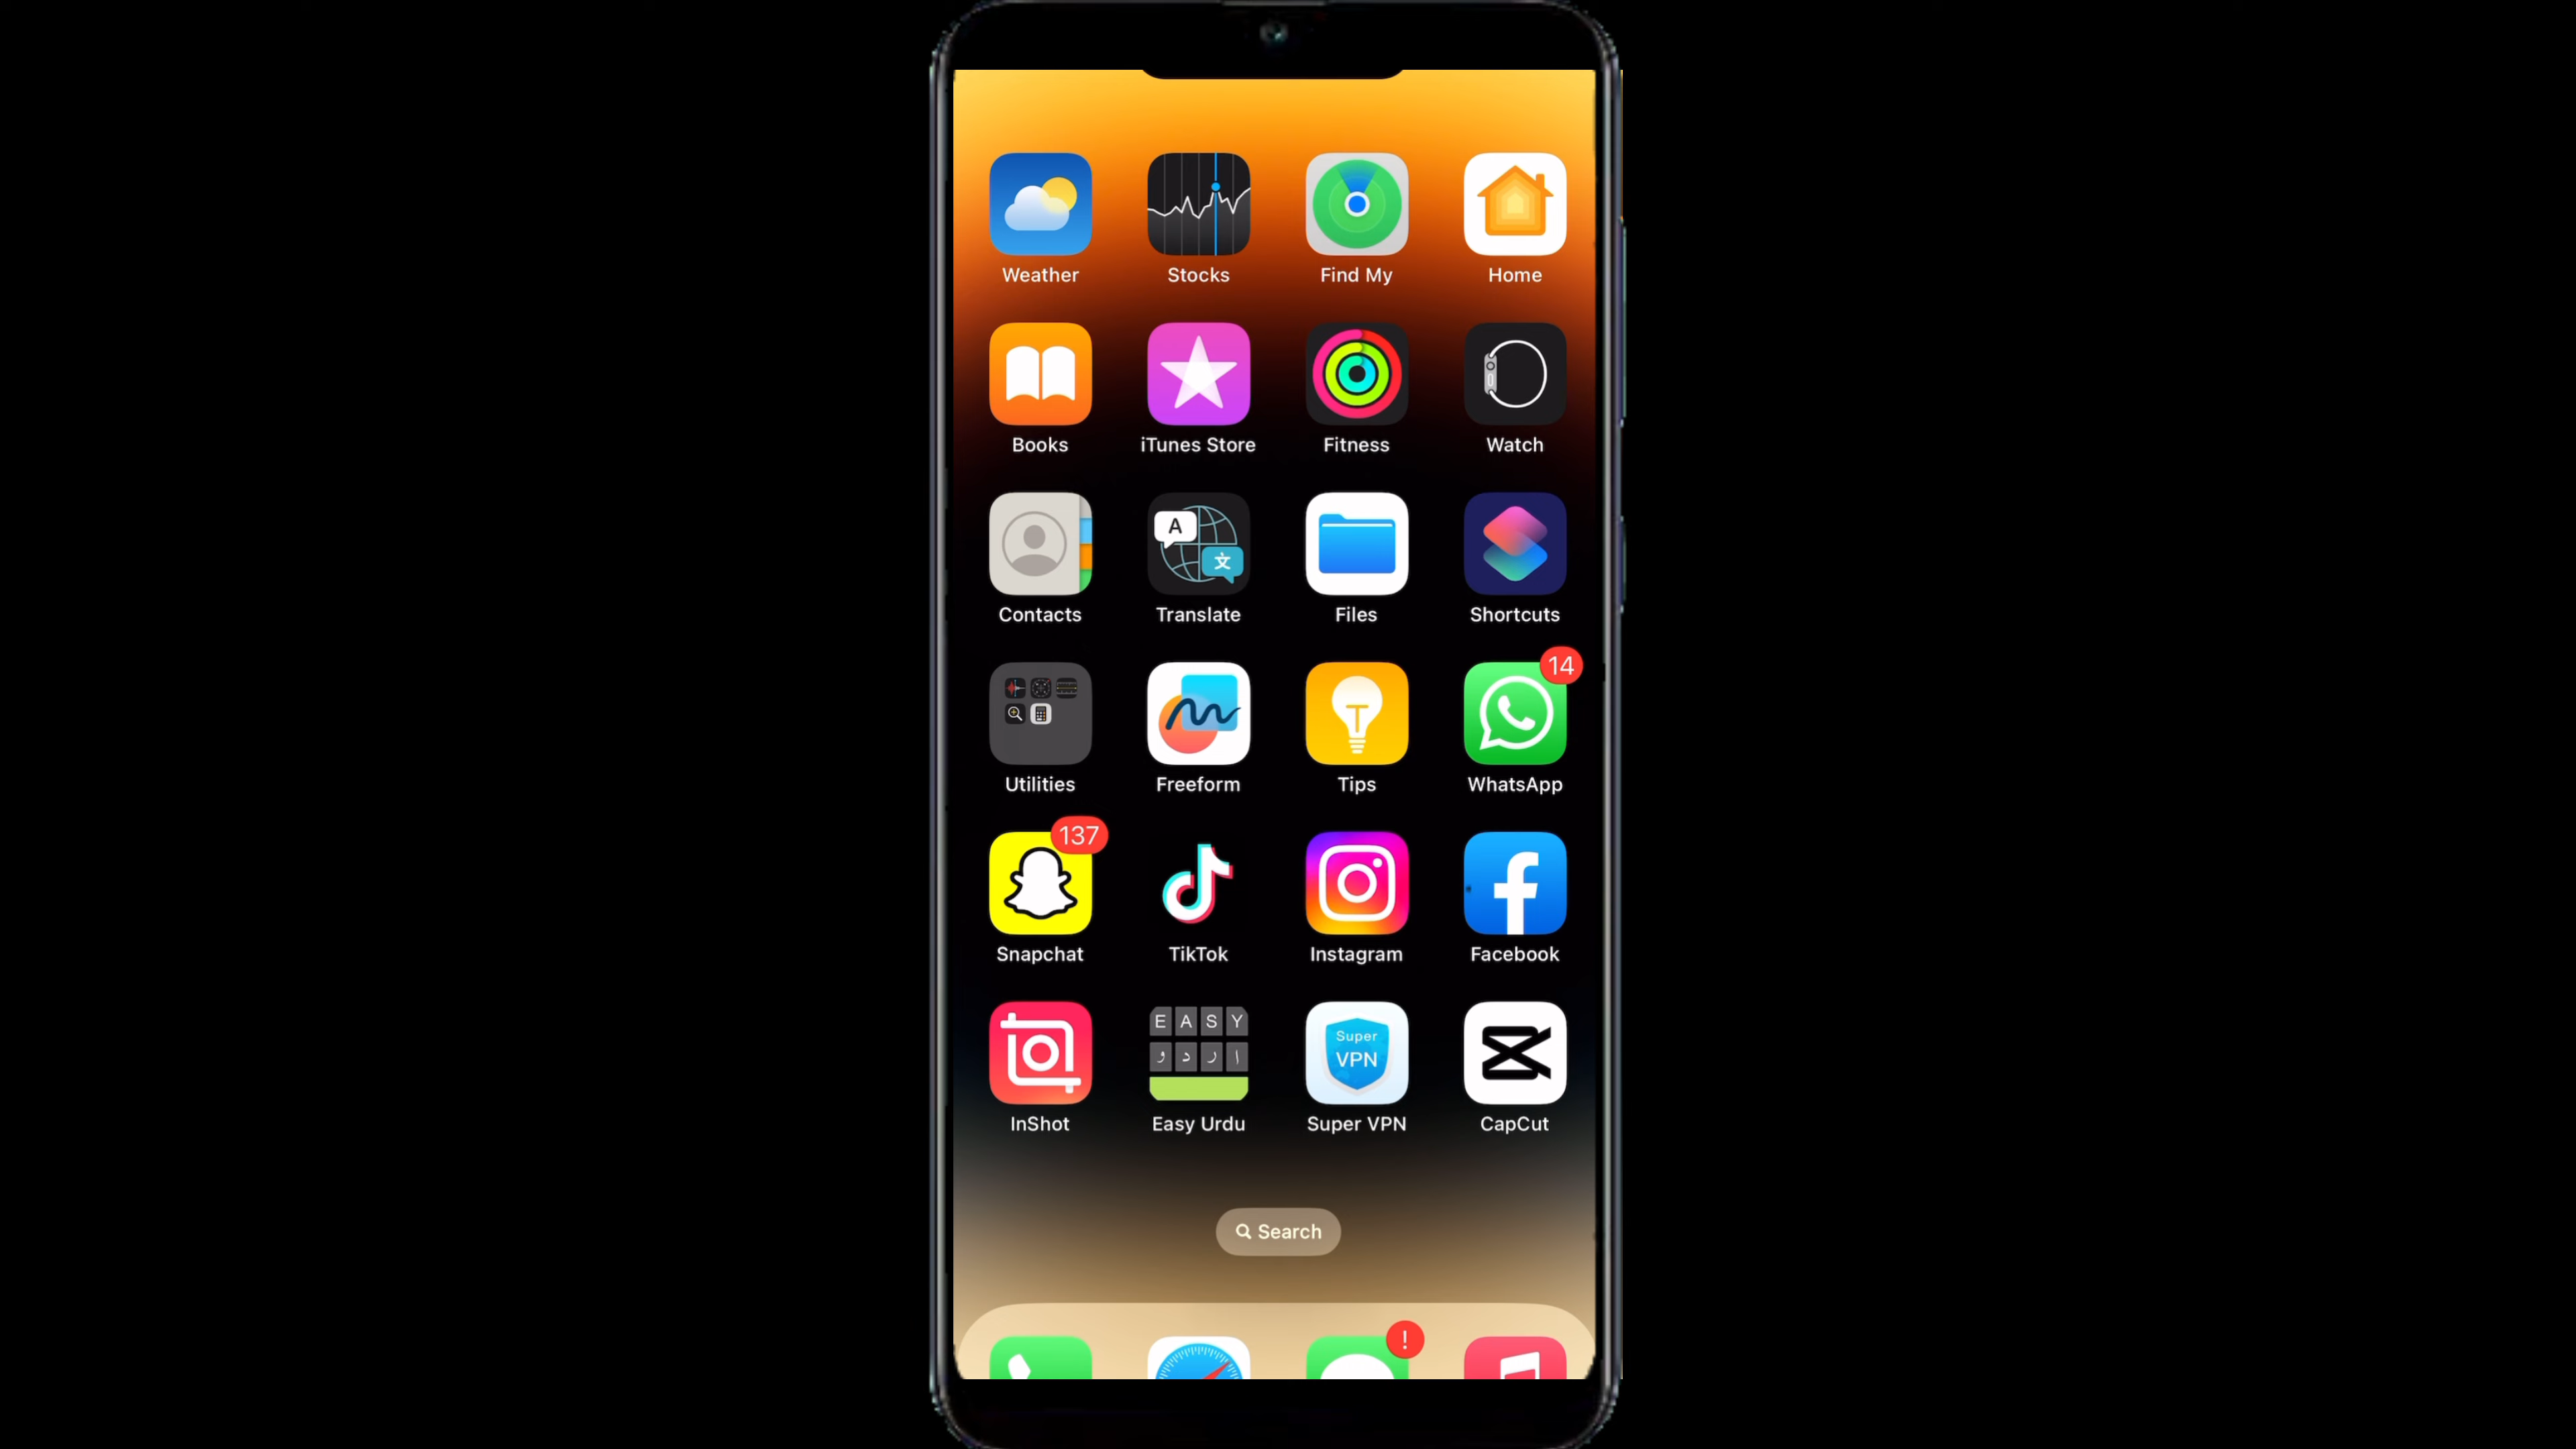 Weather Stocks Find My Home
Books iTunes Store Fitness Watch
A
文
Contacts Translate Files Shortcuts
14
Utilities Freeform Tips WhatsApp
137
Snapchat TikTok Instagram Facebook
E A S Y
ا ر د و
Super
VPN
InShot Easy Urdu Super VPN CapCut
Search
!